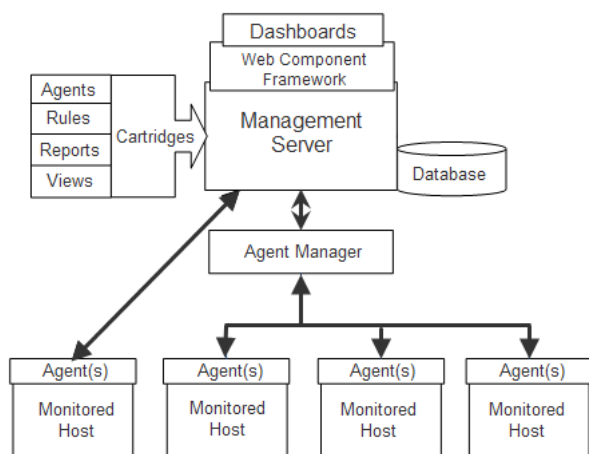 Dashboards
Web Component
Framework
Agents
Rules
Reports
Views
Cartridges
Management
Server
Database
Agent Manager
Agent(s)
Monitored
Host
Agent(s)
Monitored
Host
Agent(s)
Monitored
Host
Agent(s)
Monitored
Host